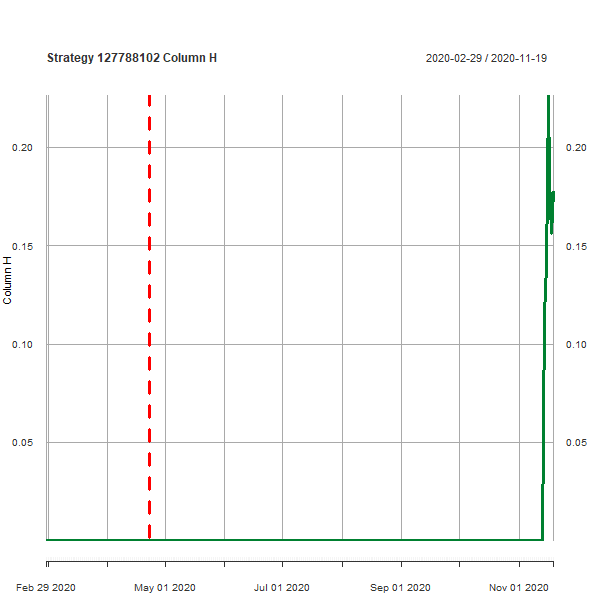 Strategy 127788102 Column H
2020-02-29 / 2020-11-19
0.20
0.20
0.15
0.15
Column H
0.10
0.10
0.05
0.05
Feb 29 2020
May 01 2020
Jul 01 2020
Sep 01 2020
Nov 01 2020